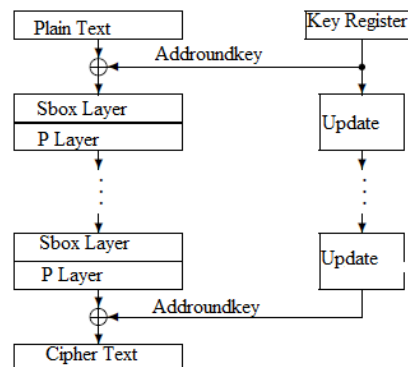 Plain Text
Key Register
Addroundkey
Sbox Layer
P Layer
Update
Sbox Layer
P Layer
Update
Addroundkey
Cipher Text